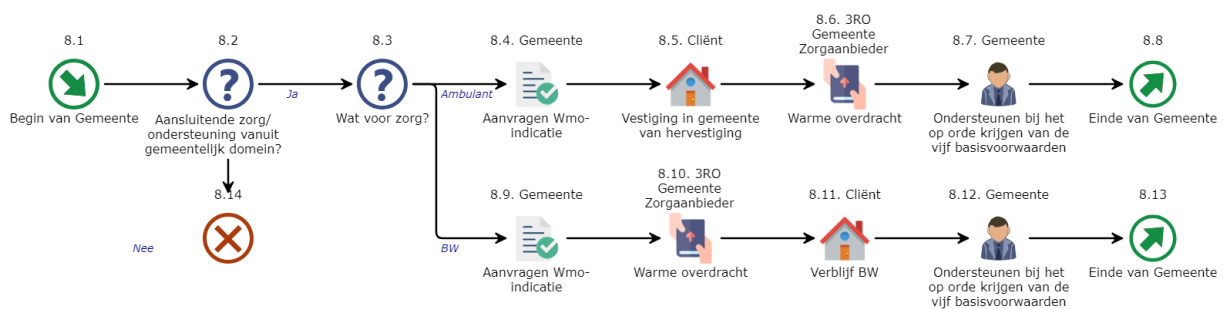 8.1
8.2
8.3
8.4. Gemeente
8.5. Cliënt
8.6. 3RO
Gemeente
Zorgaanbieder
8.7. Gemeente
8.8
Ja
Ambulant
Begin van Gemeente
Aansluitende zorg/
ondersteuning vanuit
gemeentelijk domein?
Wat voor zorg?
Aanvragen Wmo-
indicatie
Vestiging in gemeente
van hervestiging
Warme overdracht
Ondersteunen bij het
op orde krijgen van de
vijf basisvoorwaarden
Einde van Gemeente
8.14
8.9. Gemeente
8.10. 3RO
Gemeente
Zorgaanbieder
8.11. Cliënt
8.12. Gemeente
8.13
Nee
BW
Aanvragen Wmo-
indicatie
Warme overdracht
Verblijf BW
Ondersteunen bij het
op orde krijgen van de
vijf basisvoorwaarden
Einde van Gemeente